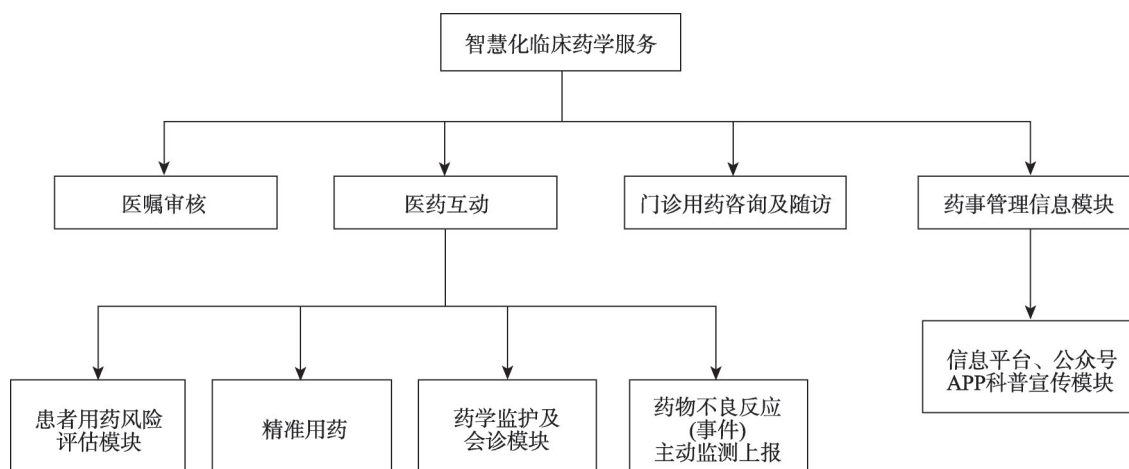 智慧化临床药学服务
医嘱审核
医药互动
门诊用药咨询及随访
药事管理信息模块
信息平台、公众号
APP科普宣传模块
患者用药风险
评估模块
精准用药
药学监护及
会诊模块
药物不良反应
(事件)
主动监测上报